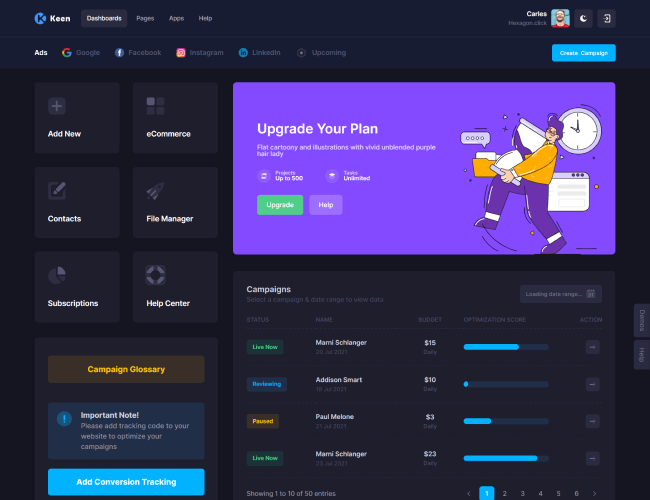 Keen
Dashboards
Pages
Apps
Help
Carles
Hexagon.click
Ads
Google
Facebook
Instagram
LinkedIn
Upcoming
Create Campaign
Add New
eCommerce
Contacts
File Manager
Subscriptions
Help Center
Upgrade Your Plan
Flat cartoony and illustrations with vivid unblended purple
hair lady
Projects
Up to 500
Tasks
Unlimited
Upgrade
Help
Campaigns
Select a campaign & date range to view data
Loading date range...
STATUS NAME BUDGET OPTIMIZATION SCORE ACTION
Live Now Marni Schlanger $15
20 Jul 2021 Daily
Reviewing Addison Smart $10
19 Jul 2021 Daily
Paused Paul Melone $3
21 Jul 2021 Daily
Live Now Marni Schlanger $23
23 Jul 2021 Daily
Showing 1 to 10 of 50 entries
1 2 3 4 5 6
Campaign Glossary
Important Note!
Please add tracking code to your
website to optimize your
campaigns
Add Conversion Tracking
Demos
Help